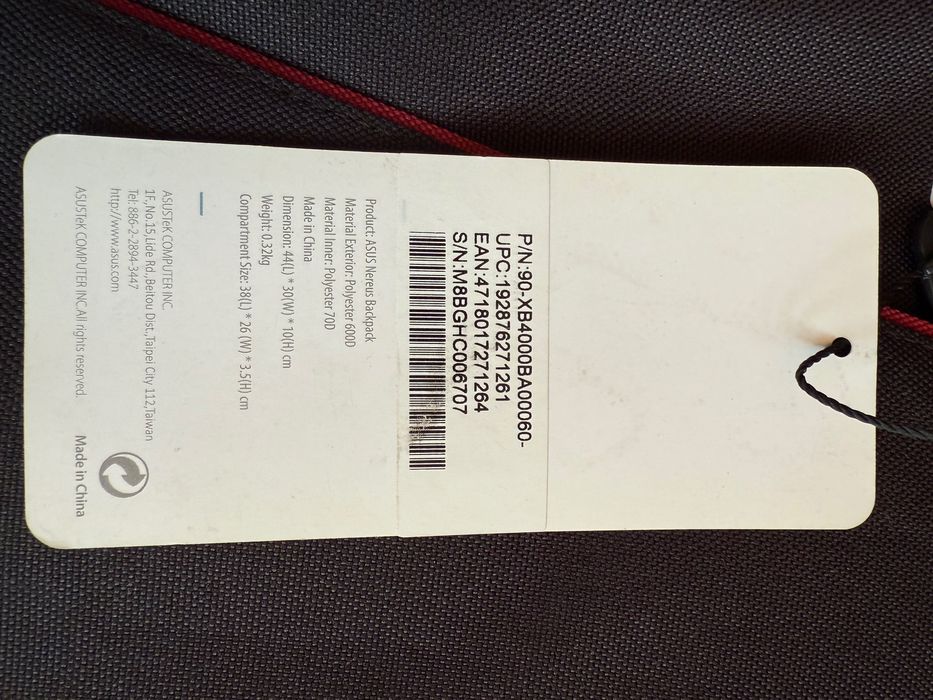 P/N:90-XB4000BA00060-
UPC:192876271261
EAN:4718017271264
S/N:M8BGHC006707
Product: ASUS Nereus Backpack
Material Exterior: Polyester 600D
Material Inner: Polyester 70D
Made in China
Dimension: 44(L) * 30(W) * 10(H) cm
Weight: 0.32kg
Compartment Size: 38(L) * 26 (W) * 3.5(H) cm
ASUSTeK COMPUTER INC.
1F.,No.15,Lide Rd.,Beitou Dist.,Taipei City 112,Taiwan
Tel: 886-2-2894-3447
http://www.asus.com
ASUSTeK COMPUTER INC.All rights reserved.
Made in China